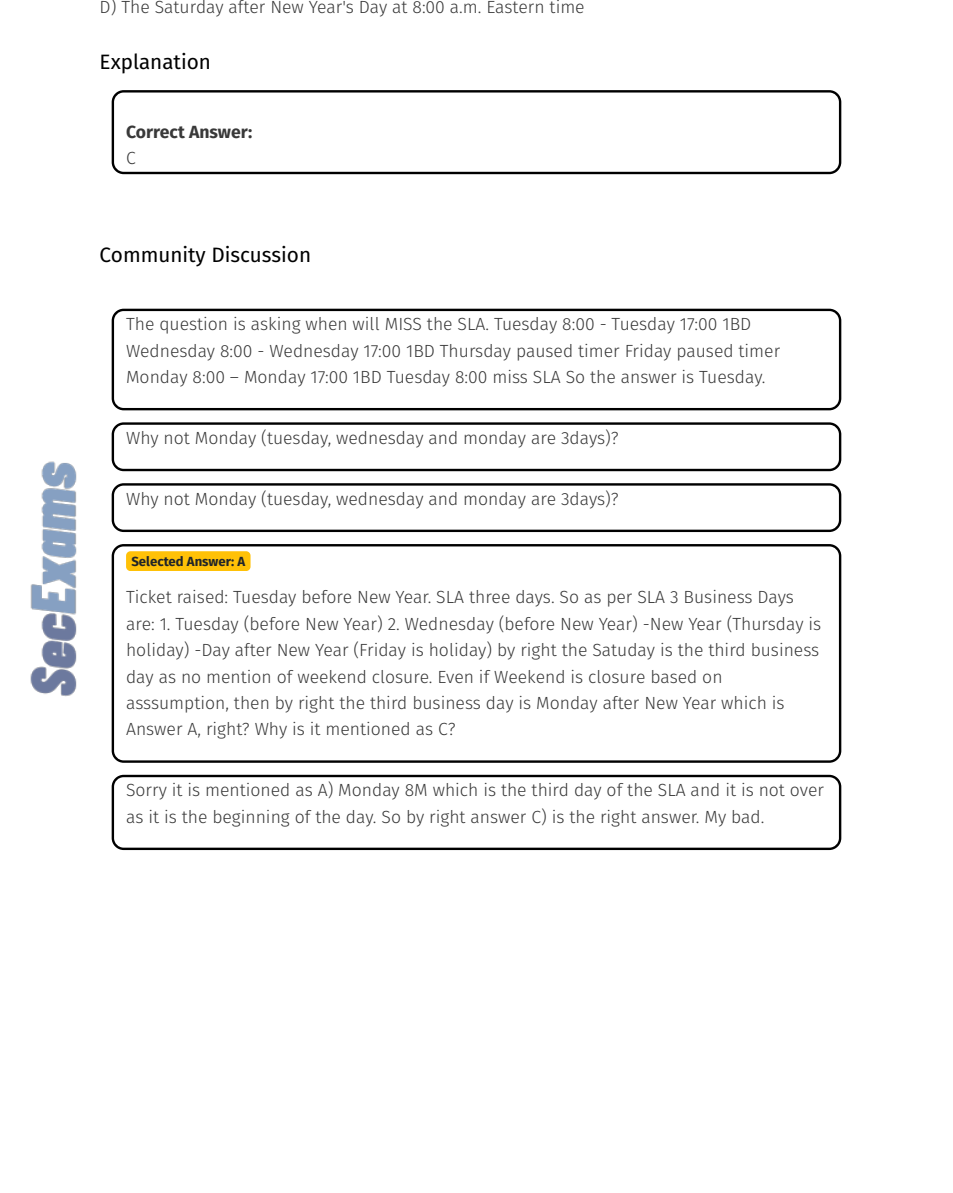 D) The Saturday after New Year's Day at 8:00 a.m. Eastern time
Explanation
Correct Answer:
C
Community Discussion
The question is asking when will MISS the SLA. Tuesday 8:00 - Tuesday 17:00 1BD
Wednesday 8:00 - Wednesday 17:00 1BD Thursday paused timer Friday paused timer
Monday 8:00 – Monday 17:00 1BD Tuesday 8:00 miss SLA So the answer is Tuesday.
Why not Monday (tuesday, wednesday and monday are 3days)?
Why not Monday (tuesday, wednesday and monday are 3days)?
Selected Answer: A
Ticket raised: Tuesday before New Year. SLA three days. So as per SLA 3 Business Days
are: 1. Tuesday (before New Year) 2. Wednesday (before New Year) -New Year (Thursday is
holiday) -Day after New Year (Friday is holiday) by right the Satuday is the third business
day as no mention of weekend closure. Even if Weekend is closure based on
asssumption, then by right the third business day is Monday after New Year which is
Answer A, right? Why is it mentioned as C?
Sorry it is mentioned as A) Monday 8M which is the third day of the SLA and it is not over
as it is the beginning of the day. So by right answer C) is the right answer. My bad.
SecExams